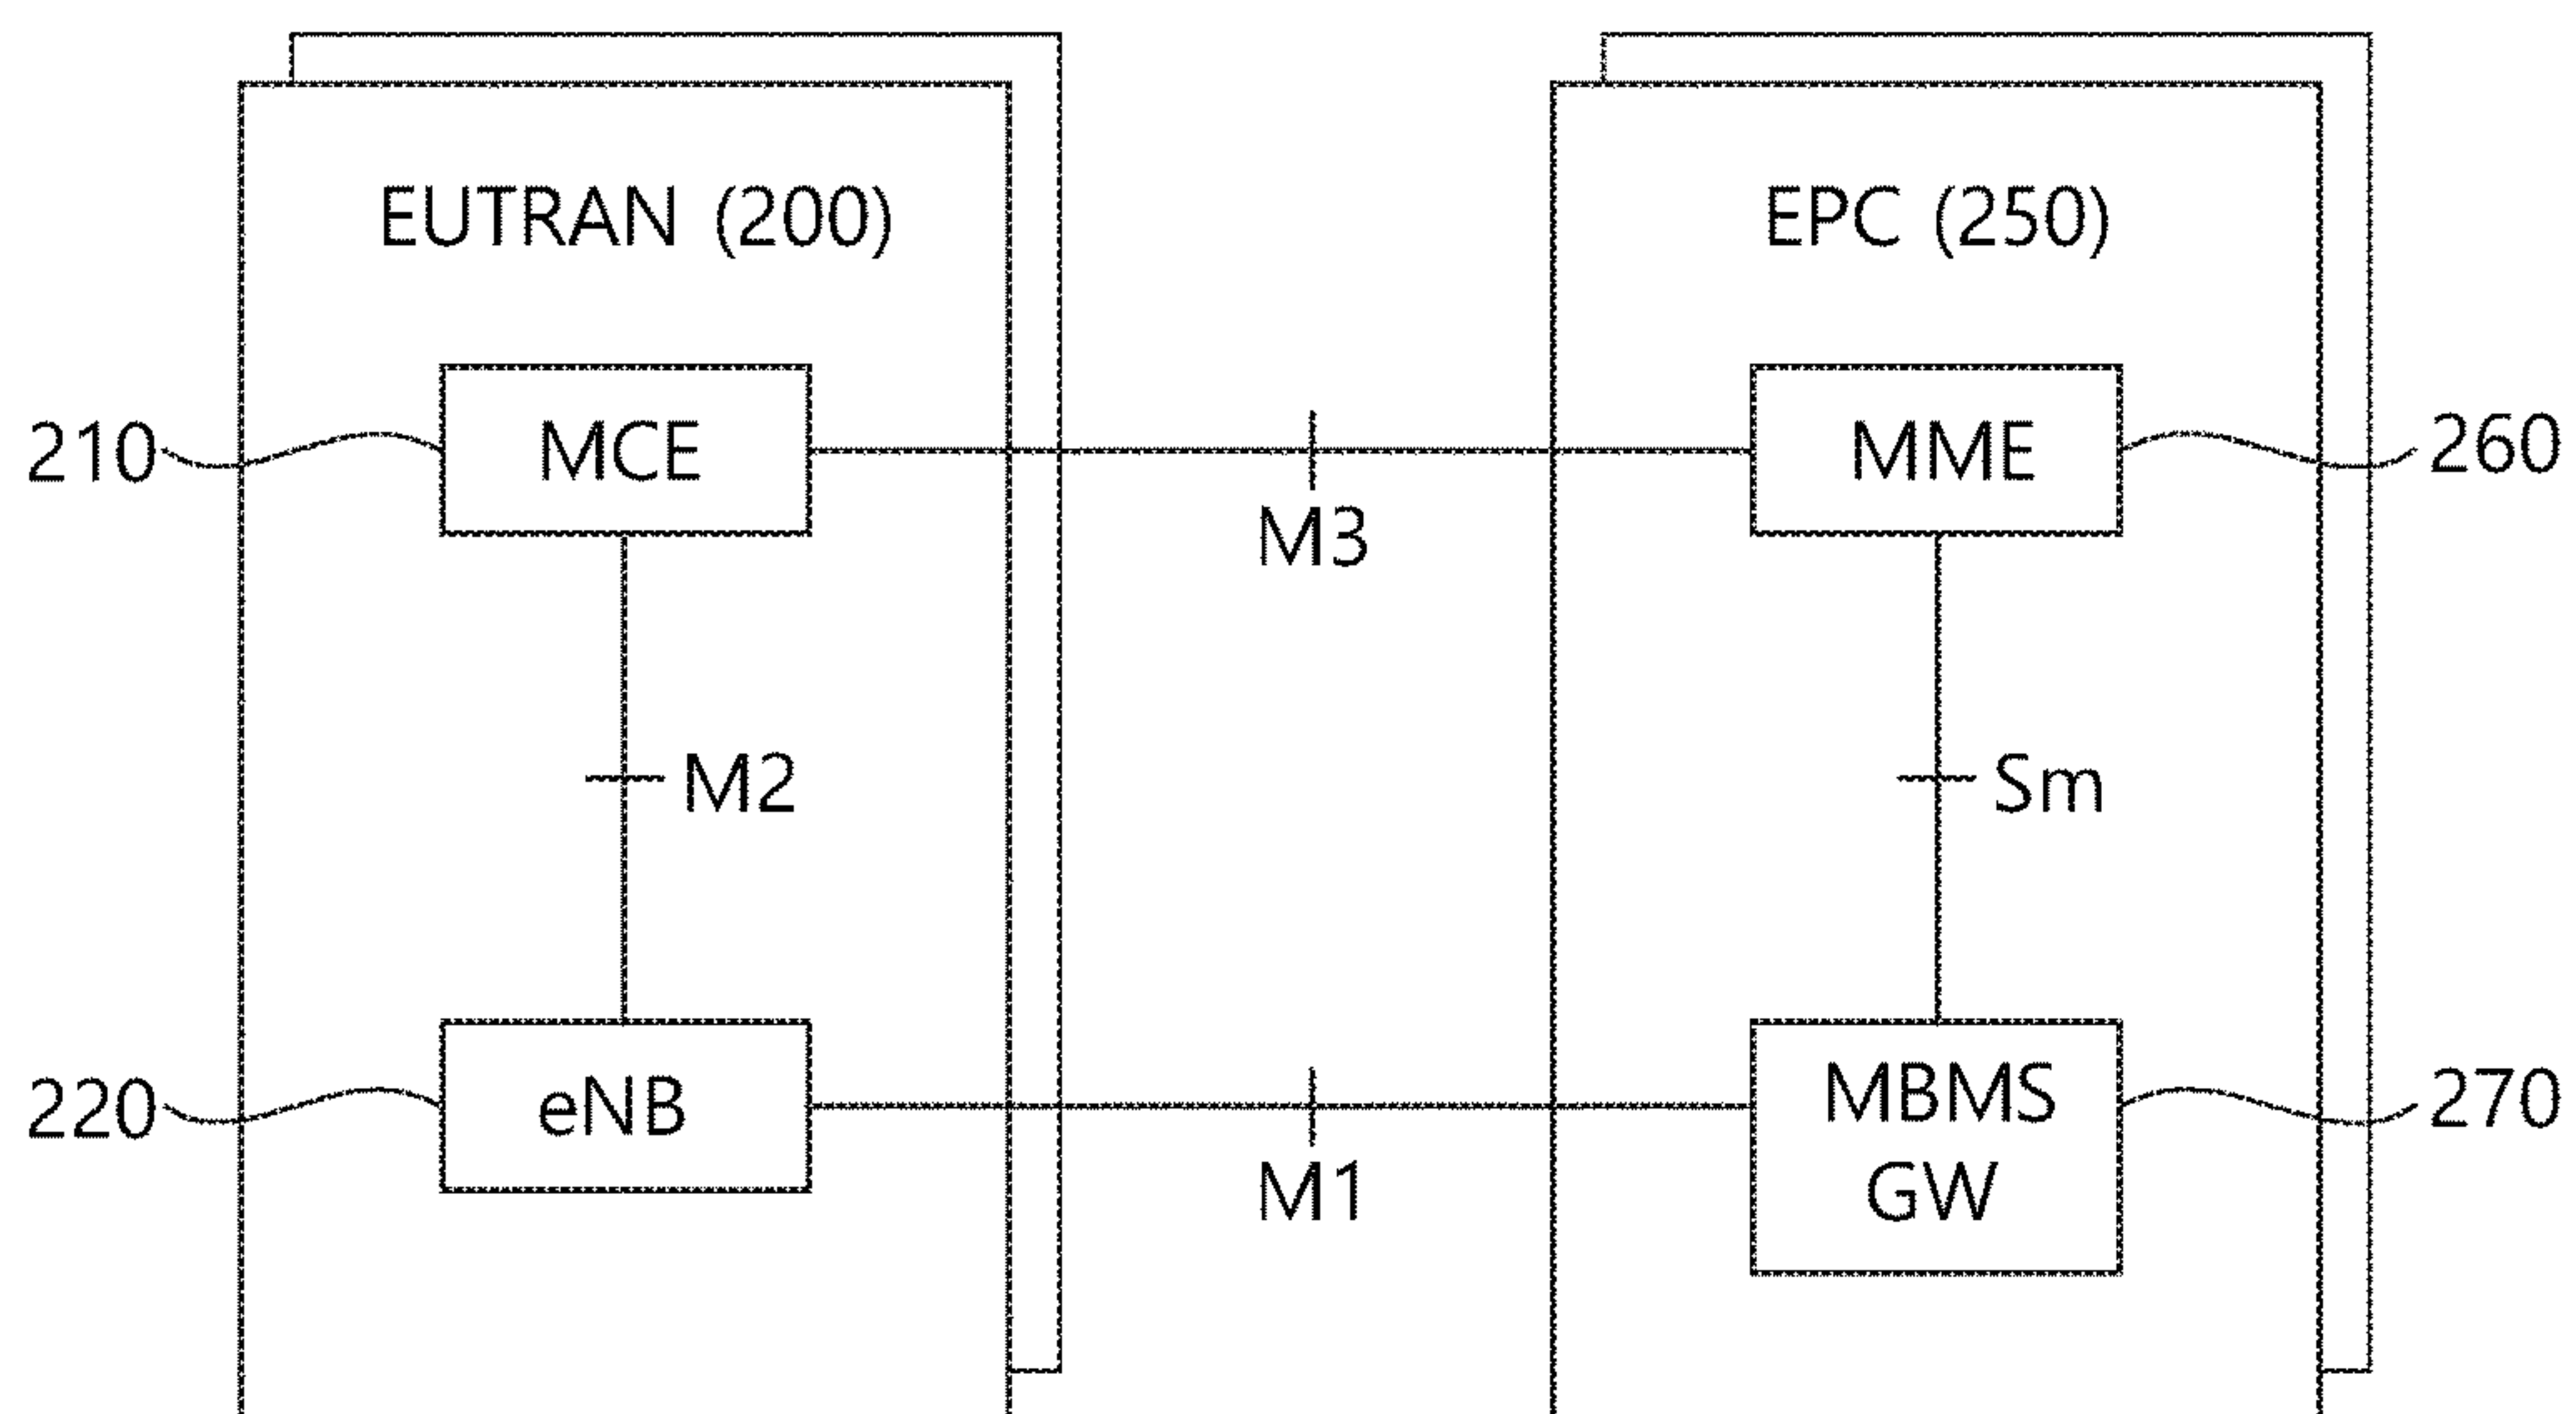 EUTRAN (200)
EPC (250)
210
MCE
MME
260
M3
M2
Sm
220
eNB
MBMS
GW
270
M1